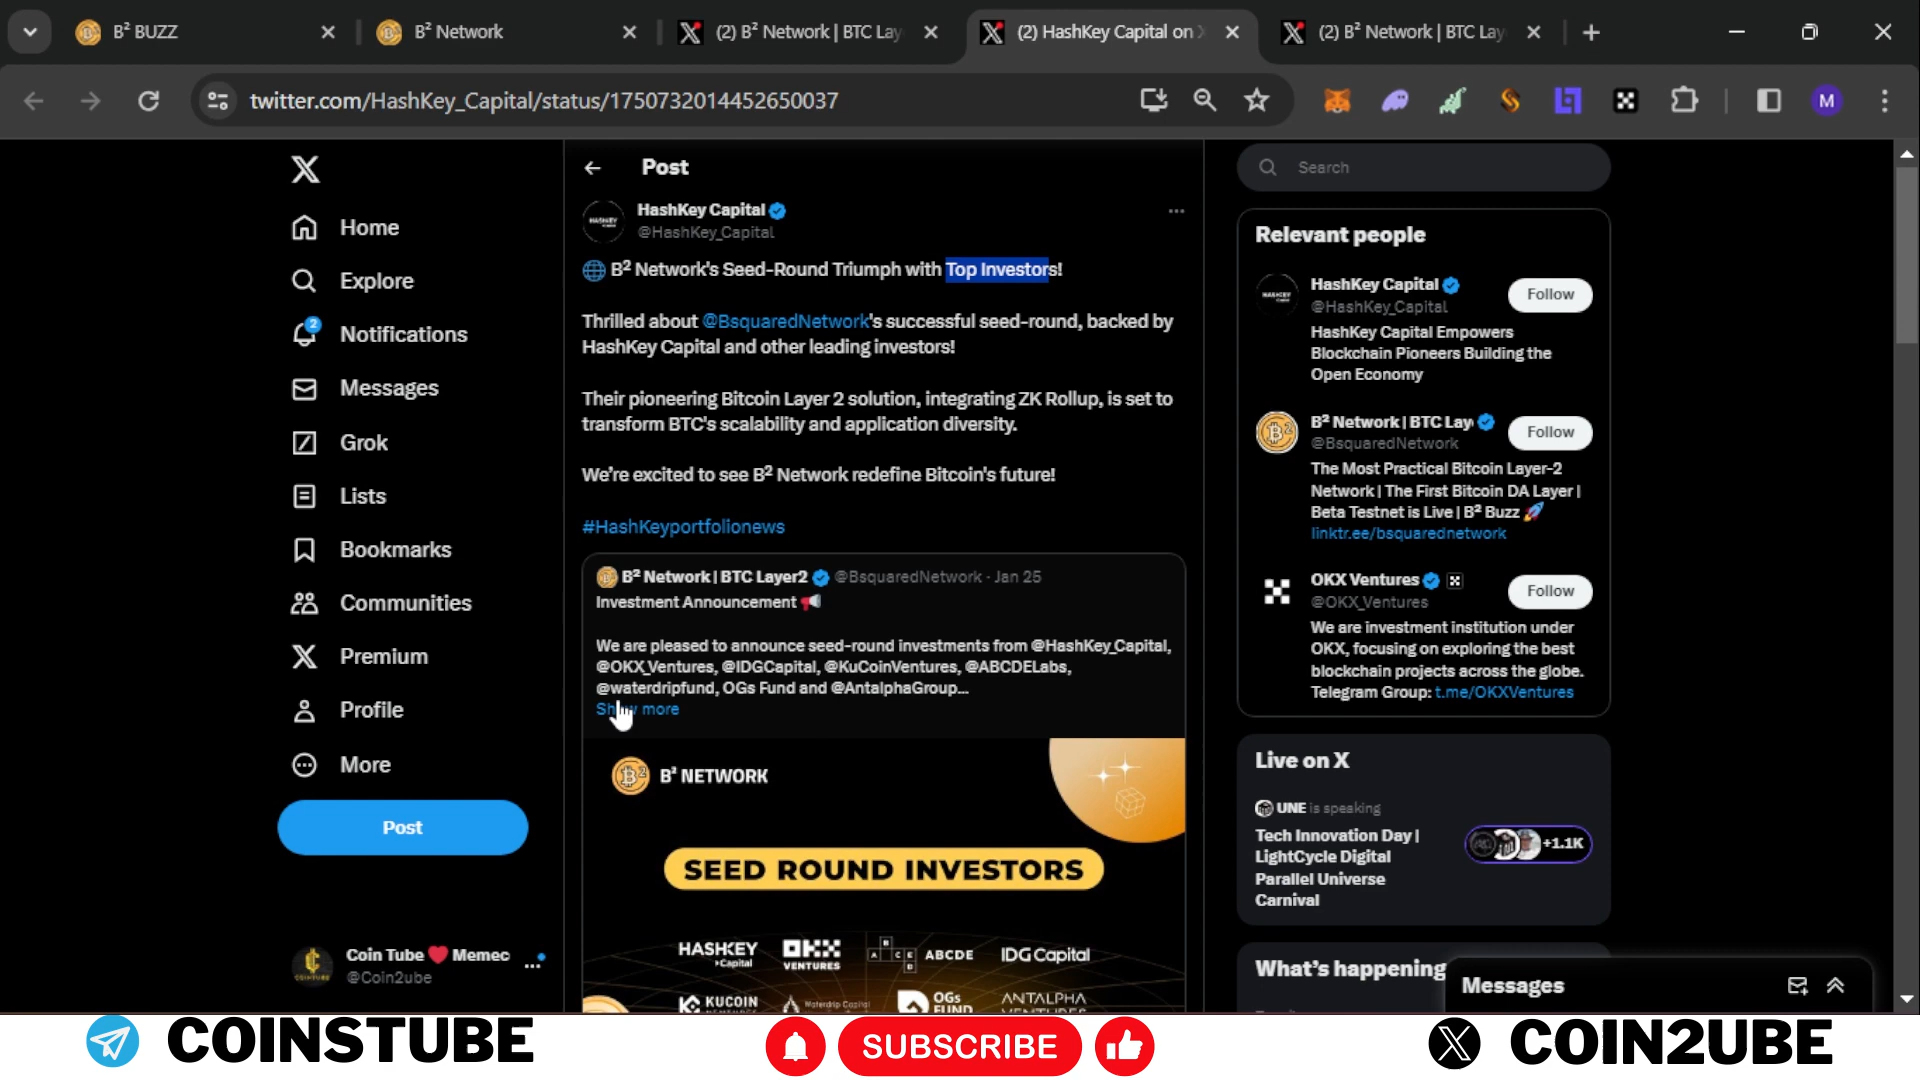 B² BUZZ
B² Network
(2) B² Network | BTC Lay
(2) HashKey Capital on X
(2) B² Network | BTC Lay
twitter.com/HashKey_Capital/status/1750732014452650037
M
Home
Explore
2
Notifications
Messages
Grok
Lists
Bookmarks
Communities
Premium
Profile
More
Post
Coin Tube ❤️ Memec
@Coin2ube
Post
HashKey Capital
@HashKey_Capital
🌐 B² Network's Seed-Round Triumph with Top Investors!
Thrilled about @BsquaredNetwork's successful seed-round, backed by
HashKey Capital and other leading investors!
Their pioneering Bitcoin Layer 2 solution, integrating ZK Rollup, is set to
transform BTC's scalability and application diversity.
We're excited to see B² Network redefine Bitcoin's future!
#HashKeyportfolionews
B² Network | BTC Layer2 @BsquaredNetwork · Jan 25
Investment Announcement 📢
We are pleased to announce seed-round investments from @HashKey_Capital,
@OKX_Ventures, @IDGCapital, @KuCoinVentures, @ABCDELabs,
@waterdripfund, OGs Fund and @AntalphaGroup...
Show more
B² NETWORK
SEED ROUND INVESTORS
HASHKEY
Capital
OKX
VENTURES
ABCDE
IDG Capital
KUCOIN
Waterdrip Capital
OGs
FUND
ANTALPHA
Search
Relevant people
HashKey Capital
@HashKey_Capital
Follow
HashKey Capital Empowers
Blockchain Pioneers Building the
Open Economy
B² Network | BTC Lay
@BsquaredNetwork
Follow
The Most Practical Bitcoin Layer-2
Network | The First Bitcoin DA Layer |
Beta Testnet is Live | B² Buzz 🚀
linktr.ee/bsquarednetwork
OKX Ventures
@OKX_Ventures
Follow
We are investment institution under
OKX, focusing on exploring the best
blockchain projects across the globe.
Telegram Group: t.me/OKXVentures
Live on X
UNE is speaking
Tech Innovation Day |
LightCycle Digital
Parallel Universe
Carnival
+1.1K
What's happening
Messages
COINSTUBE
SUBSCRIBE
COIN2UBE